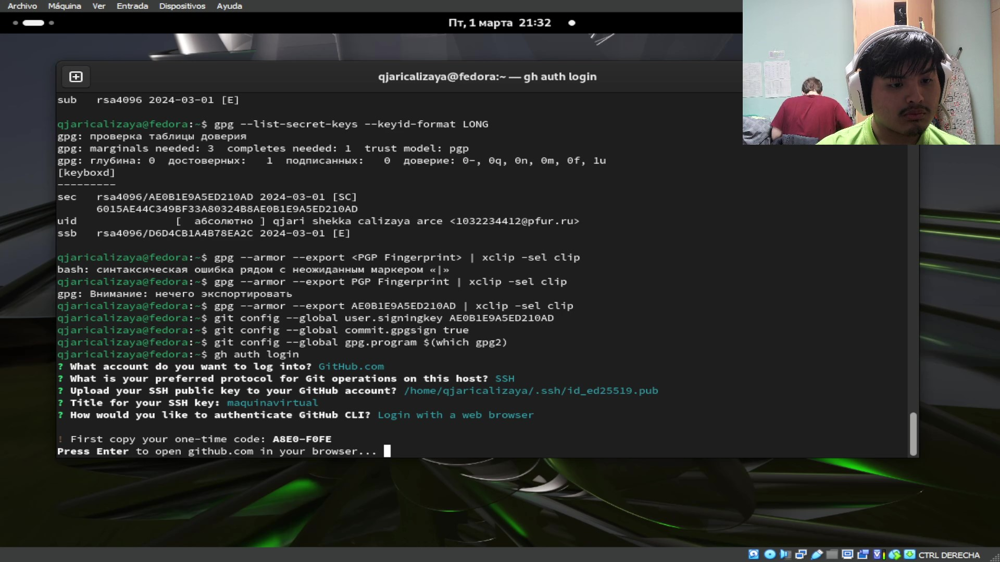 Archivo Máquina Ver Entrada Dispositivos Ayuda
Пт, 1 марта 21:32
qjaricalizaya@fedora:~ — gh auth login
sub rsa4096 2024-03-01 [E]
qjaricalizaya@fedora:~$ gpg --list-secret-keys --keyid-format LONG
gpg: проверка таблицы доверия
gpg: marginals needed: 3 completes needed: 1 trust model: pgp
gpg: глубина: 0 достоверных: 1 подписанных: 0 доверие: 0-, 0q, 0n, 0m, 0f, 1u
[keyboxd]
---------
sec rsa4096/AE0B1E9A5ED210AD 2024-03-01 [SC]
6015AE44C349BF33A80324B8AE0B1E9A5ED210AD
uid [ абсолютно ] qjari shekka calizaya arce <1032234412@pfur.ru>
ssb rsa4096/D6D4CB1A4B78EA2C 2024-03-01 [E]
qjaricalizaya@fedora:~$ gpg --armor --export <PGP Fingerprint> | xclip -sel clip
bash: синтаксическая ошибка рядом с неожиданным маркером «|»
qjaricalizaya@fedora:~$ gpg --armor --export PGP Fingerprint | xclip -sel clip
gpg: Внимание: нечего экспортировать
qjaricalizaya@fedora:~$ gpg --armor --export AE0B1E9A5ED210AD | xclip -sel clip
qjaricalizaya@fedora:~$ git config --global user.signingkey AE0B1E9A5ED210AD
qjaricalizaya@fedora:~$ git config --global commit.gpgsign true
qjaricalizaya@fedora:~$ git config --global gpg.program $(which gpg2)
qjaricalizaya@fedora:~$ gh auth login
? What account do you want to log into? GitHub.com
? What is your preferred protocol for Git operations on this host? SSH
? Upload your SSH public key to your GitHub account? /home/qjaricalizaya/.ssh/id_ed25519.pub
? Title for your SSH key: maquinavirtual
? How would you like to authenticate GitHub CLI? Login with a web browser
! First copy your one-time code: A8E0-F0FE
Press Enter to open github.com in your browser...
CTRL DERECHA